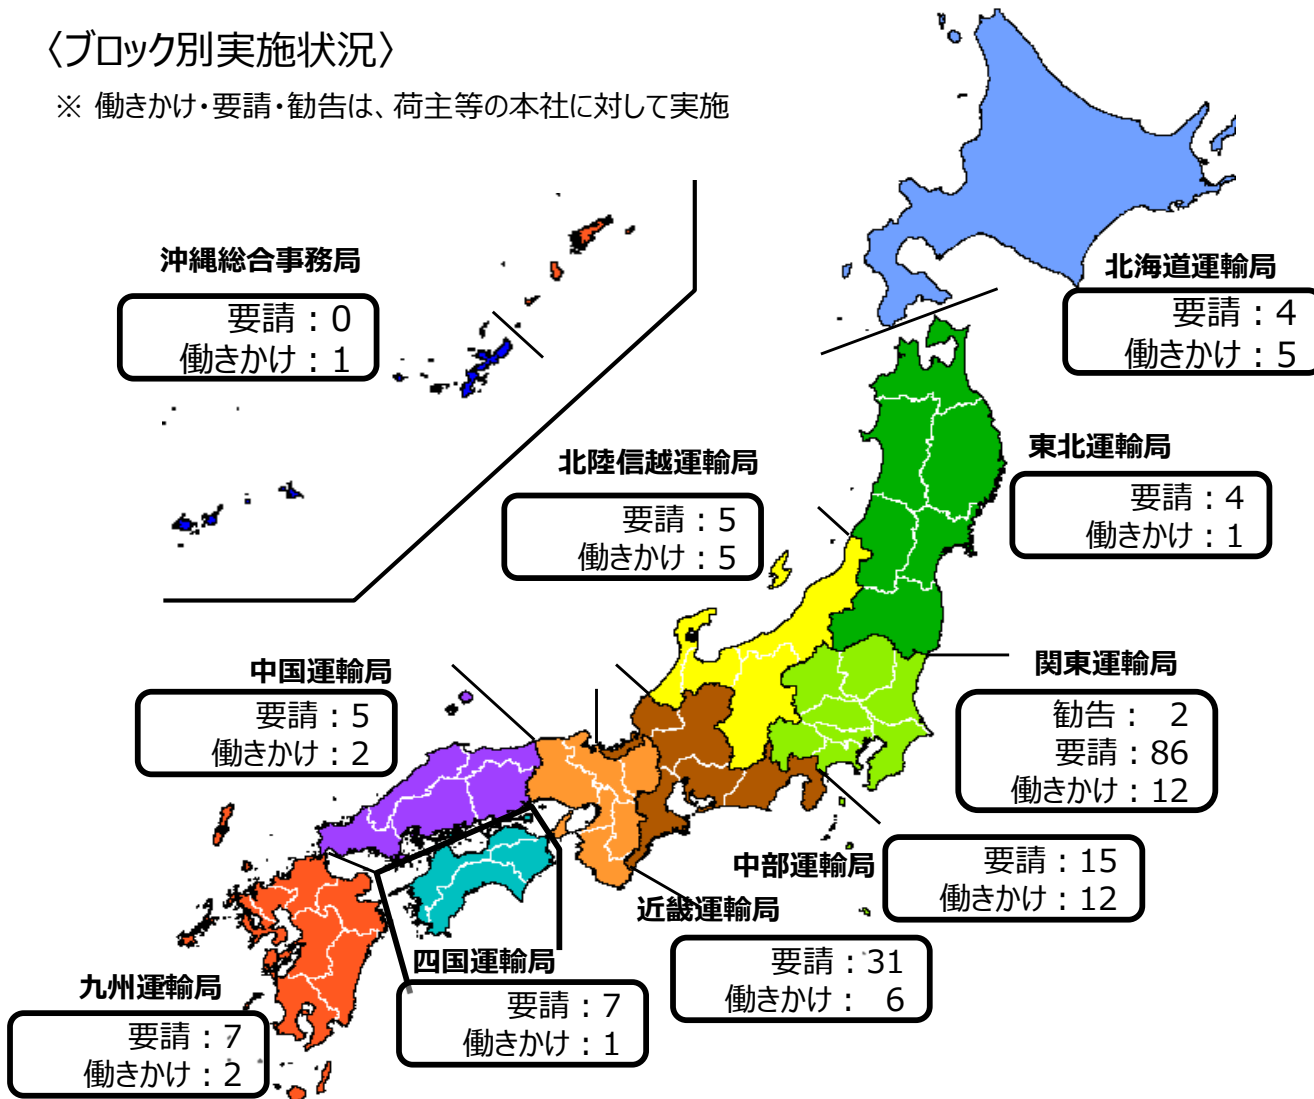 〈ブロック別実施状況〉
※ 働きかけ・要請・勧告は、荷主等の本社に対して実施
沖縄総合事務局
要請：0
働きかけ：1
北海道運輸局
要請：4
働きかけ：5
東北運輸局
要請：4
働きかけ：1
北陸信越運輸局
要請：5
働きかけ：5
関東運輸局
勧告： 2
要請：86
働きかけ：12
中国運輸局
要請：5
働きかけ：2
中部運輸局
要請：15
働きかけ：12
近畿運輸局
要請：31
働きかけ： 6
四国運輸局
要請：7
働きかけ：1
九州運輸局
要請：7
働きかけ：2